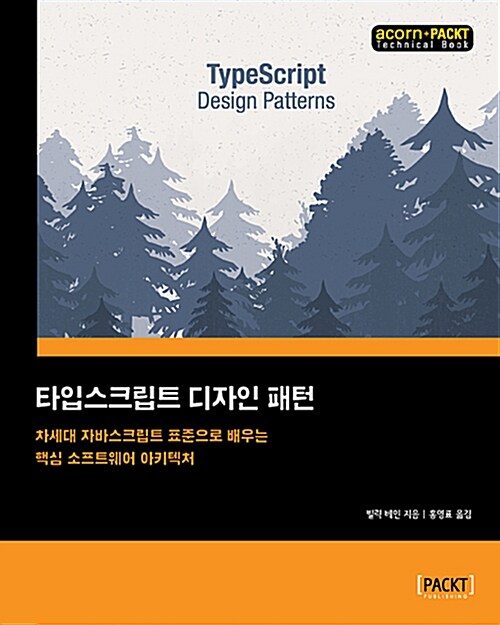 acorn+PACKT
Technical Book
TypeScript
Design Patterns
타입스크립트 디자인 패턴
차세대 자바스크립트 표준으로 배우는
핵심 소프트웨어 아키텍처
빌릭 베인 지음 | 홍영표 옮김
[PACKT]
PUBLISHING